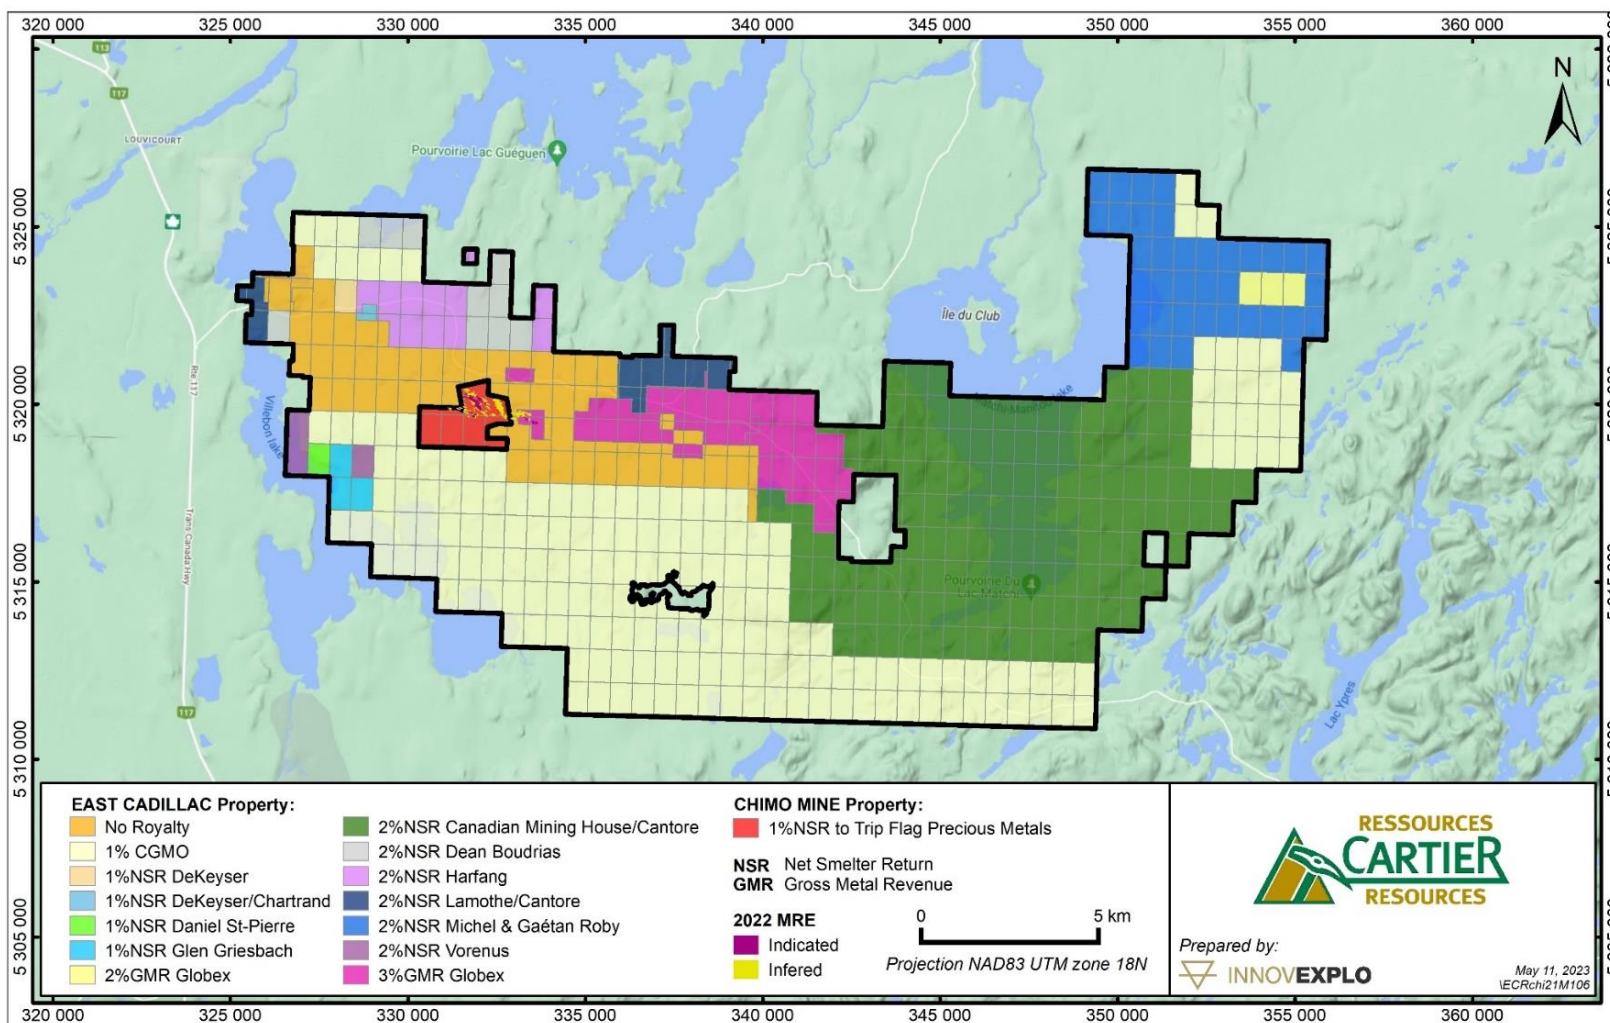 320 000 325 000 330 000 335 000 340 000 345 000 350 000 355 000 360 000
N
113
117
LOUVICOURT
Pourvoirie Lac Guéguen
5 325 000
Île du Club
Rte 117
5 320 000
Villebon lake
Trans Canada Hwy
Pourvoirie Du
Lac Matchi
5 315 000
Lac Ypres
117
5 310 000
EAST CADILLAC Property:
No Royalty
1% CGMO
1%NSR DeKeyser
1%NSR DeKeyser/Chartrand
1%NSR Daniel St-Pierre
1%NSR Glen Griesbach
2%GMR Globex
2%NSR Canadian Mining House/Cantore
2%NSR Dean Boudrias
2%NSR Harfang
2%NSR Lamothe/Cantore
2%NSR Michel & Gaétan Roby
2%NSR Vorenus
3%GMR Globex
CHIMO MINE Property:
1%NSR to Trip Flag Precious Metals
NSR Net Smelter Return
GMR Gross Metal Revenue
2022 MRE
Indicated
Infered
0 5 km
Projection NAD83 UTM zone 18N
RESSOURCES
CARTIER
RESOURCES
Prepared by:
INNOVEXPLO
May 11, 2023
\ECRchi21M106
5 305 000
320 000 325 000 330 000 335 000 340 000 345 000 350 000 355 000 360 000